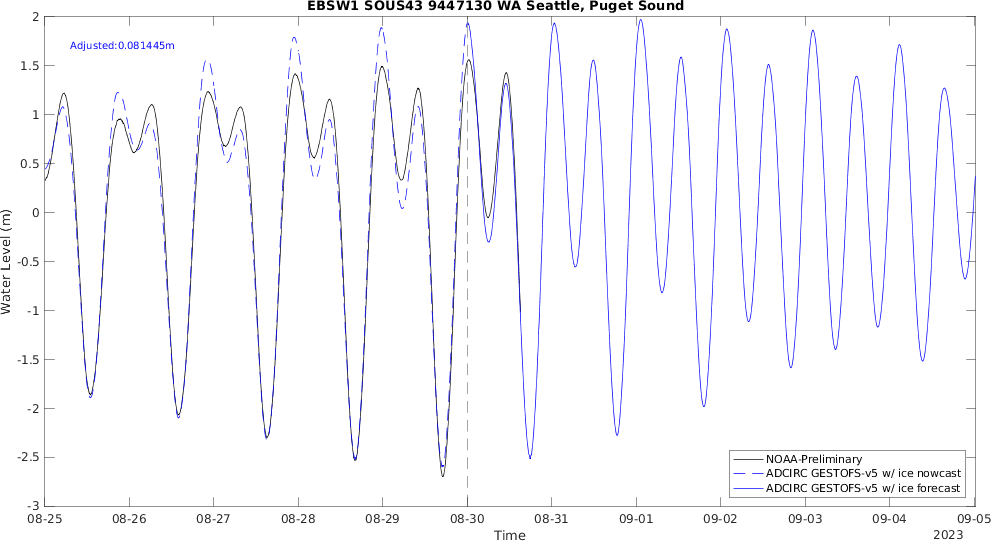 EBSW1 SOUS43 9447130 WA Seattle, Puget Sound
Adjusted:0.081445m
2
1.5
1
0.5
0
-0.5
-1
-1.5
-2
-2.5
-3
Water Level (m)
NOAA-Preliminary
ADCIRC GESTOFS-v5 w/ ice nowcast
ADCIRC GESTOFS-v5 w/ ice forecast
08-25 08-26 08-27 08-28 08-29 08-30 08-31 09-01 09-02 09-03 09-04 09-05
Time
2023